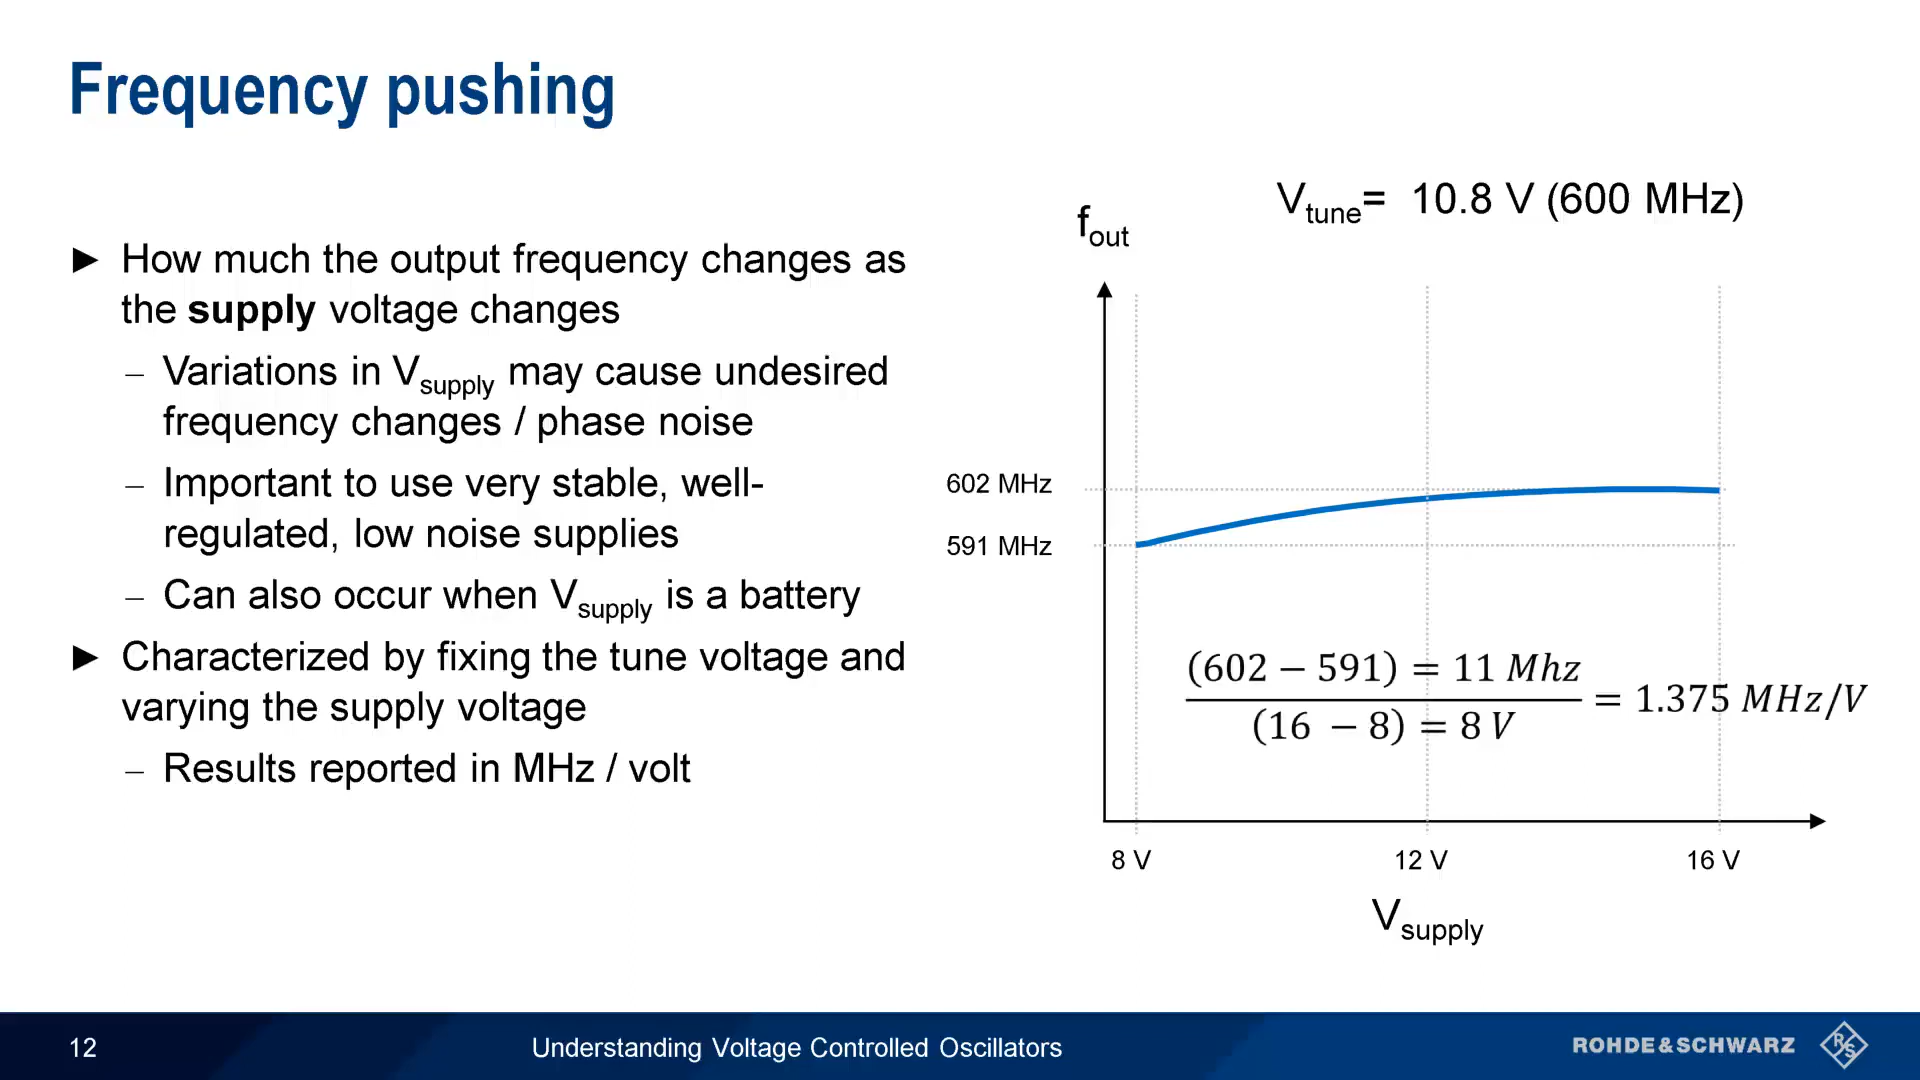 Frequency pushing
► How much the output frequency changes as
the supply voltage changes
– Variations in Vsupply may cause undesired
frequency changes / phase noise
– Important to use very stable, well-
regulated, low noise supplies
– Can also occur when Vsupply is a battery
► Characterized by fixing the tune voltage and
varying the supply voltage
– Results reported in MHz / volt
Vtune= 10.8 V (600 MHz)
fout
602 MHz
591 MHz
(602 − 591) = 11 Mhz
(16 − 8) = 8 V
= 1.375 MHz/V
8 V
12 V
16 V
Vsupply
12
Understanding Voltage Controlled Oscillators
ROHDE&SCHWARZ
R
S